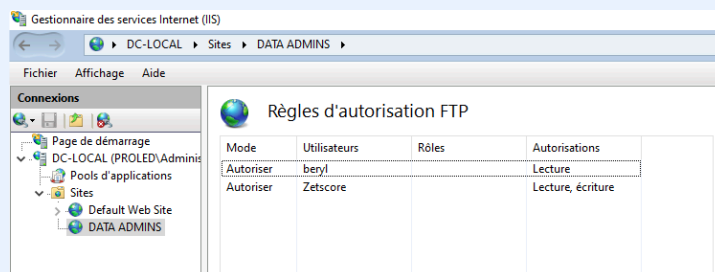 Gestionnaire des services Internet (IIS)
DC-LOCAL Sites DATA ADMINS
Fichier Affichage Aide
Connexions
Page de démarrage
DC-LOCAL (PROLED\Adminis
Pools d'applications
Sites
Default Web Site
DATA ADMINS
Règles d'autorisation FTP
Mode Utilisateurs Rôles Autorisations
Autoriser beryl Lecture
Autoriser Zetscore Lecture, écriture